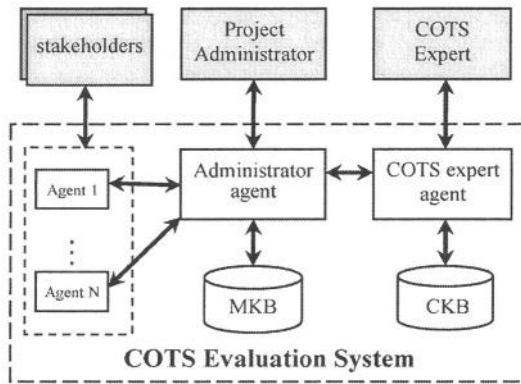 stakeholders
Project
Administrator
COTS
Expert
Agent 1
Administrator
agent
COTS expert
agent
Agent N
MKB
CKB
COTS Evaluation System